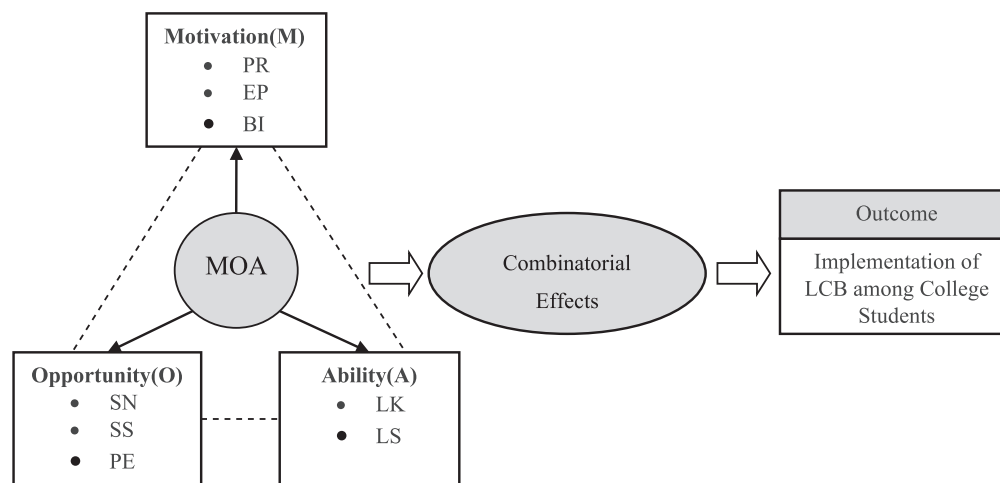 Motivation(M)
• PR
• EP
• BI
MOA
Opportunity(O)
• SN
• SS
• PE
Ability(A)
• LK
• LS
Combinatorial
Effects
Outcome
Implementation of
LCB among College
Students